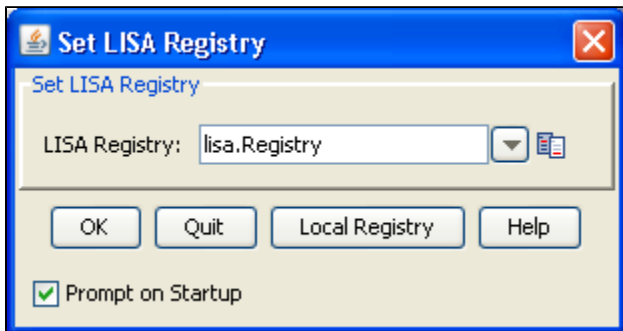 Set LISA Registry
Set LISA Registry
LISA Registry: lisa.Registry
OK Quit Local Registry Help
Prompt on Startup